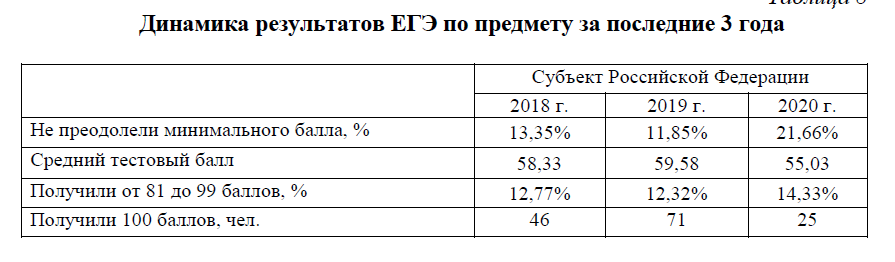 Динамика результатов ЕГЭ по предмету за последние 3 года
Субъект Российской Федерации
2018 г. 2019 г. 2020 г.
Не преодолели минимального балла, % 13,35% 11,85% 21,66%
Средний тестовый балл 58,33 59,58 55,03
Получили от 81 до 99 баллов, % 12,77% 12,32% 14,33%
Получили 100 баллов, чел. 46 71 25